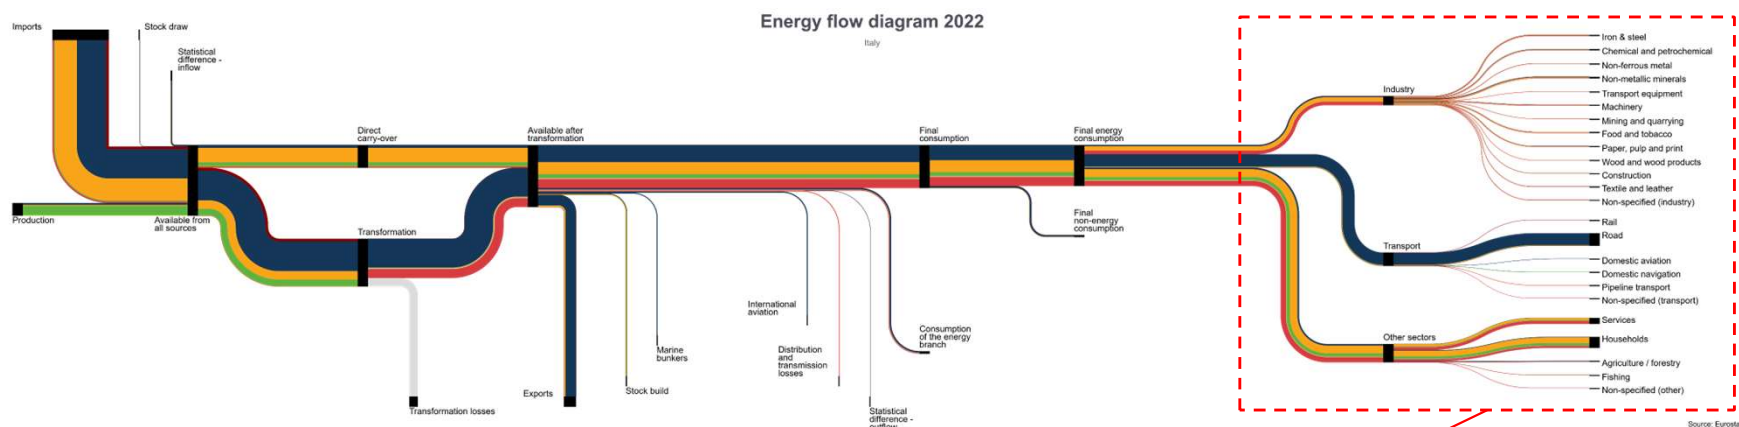 Energy flow diagram 2022
Italy
Imports
Stock draw
Statistical
difference -
inflow
Production
Available from
all sources
Direct
carry-over
Transformation
Transformation losses
Available after
transformation
Exports
Stock build
Marine
bunkers
International
aviation
Distribution
and
transmission
losses
Statistical
difference -
Consumption
of the energy
branch
Final
consumption
Final energy
consumption
Final
non-energy
consumption
Industry
Iron & steel
Chemical and petrochemical
Non-ferrous metal
Non-metallic minerals
Transport equipment
Machinery
Mining and quarrying
Food and tobacco
Paper, pulp and print
Wood and wood products
Construction
Textile and leather
Non-specified (industry)
Transport
Rail
Road
Domestic aviation
Domestic navigation
Pipeline transport
Non-specified (transport)
Other sectors
Services
Households
Agriculture / forestry
Fishing
Non-specified (other)
Source: Eurosta